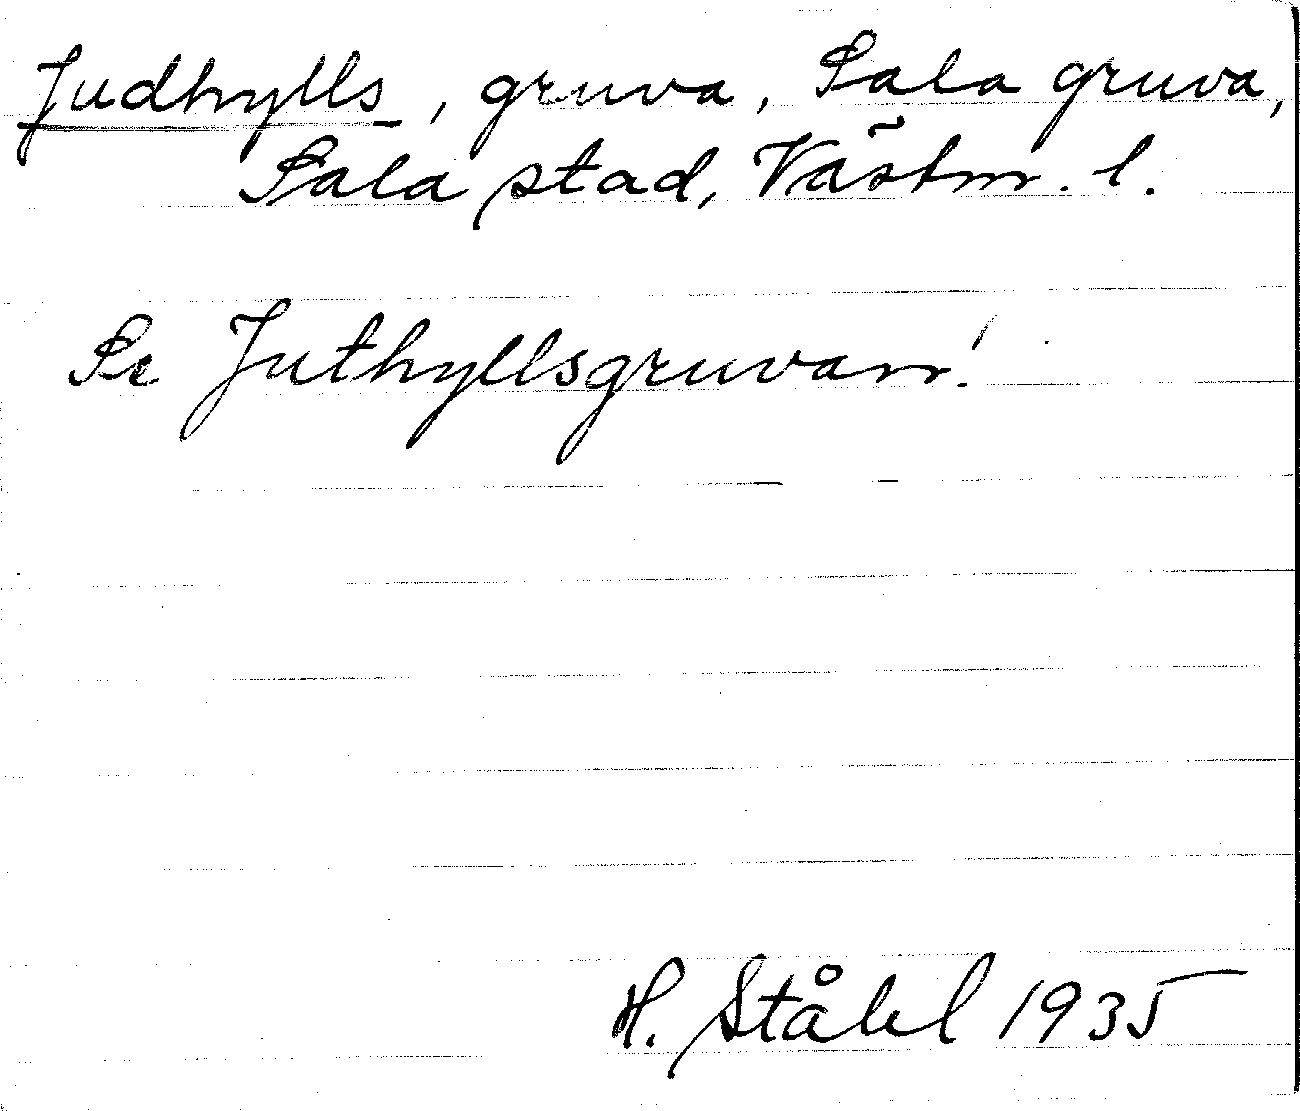 Judhylls, gruva, Sala gruva,
Sala stad, Västm. l.
Se Juthyllsgruvan!
H. Ståhl 1935